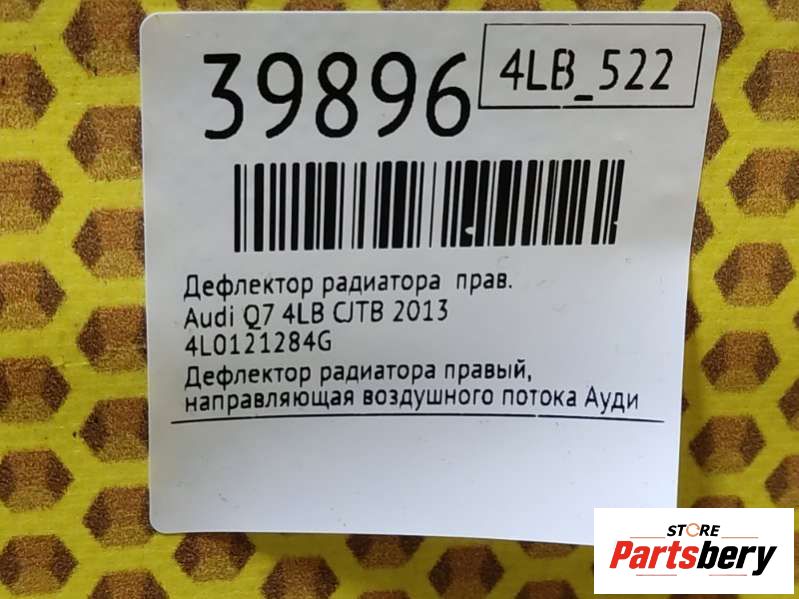 39896
4LB_522
Дефлектор радиатора прав.
Audi Q7 4LB CJTB 2013
4L0121284G
Дефлектор радиатора правый,
направляющая воздушного потока Ауди
STORE
Partsbery